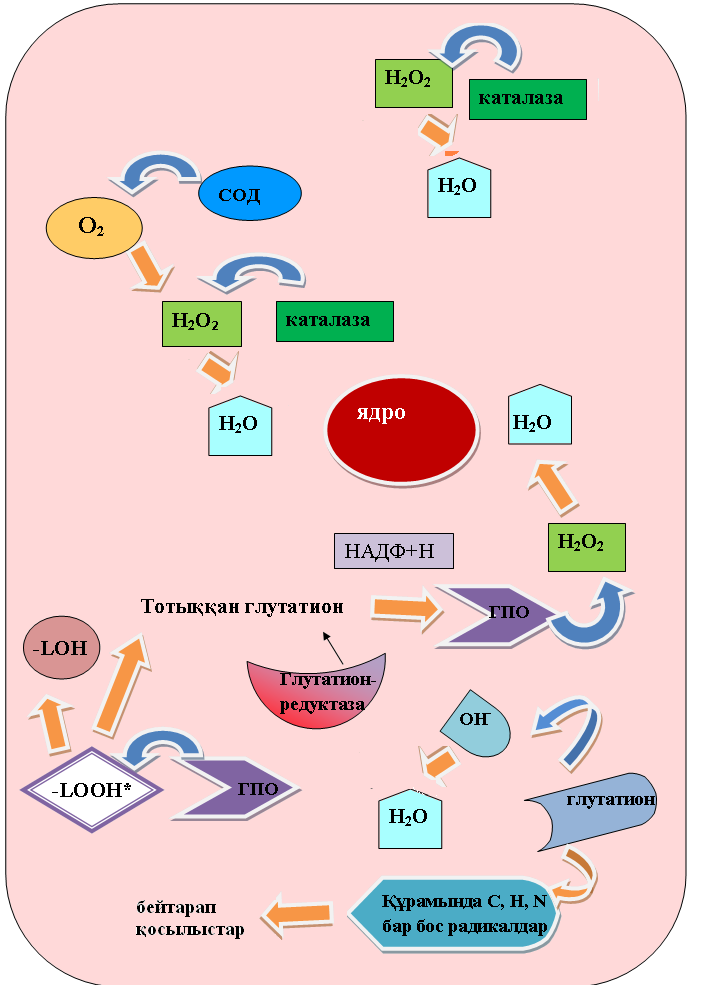 H₂O₂
каталаза
H₂O
СОД
O₂
H₂O₂
каталаза
H₂O
ядро
H₂O
H₂O₂
НАДФ+Н
Тотыққан глутатион
ГПО
-LOH
Глутатион-
редуктаза
OH⁻
-LOOH*
ГПО
H₂O
глутатион
Құрамында C, H, N
бар бос радикалдар
бейтарап
қосылыстар